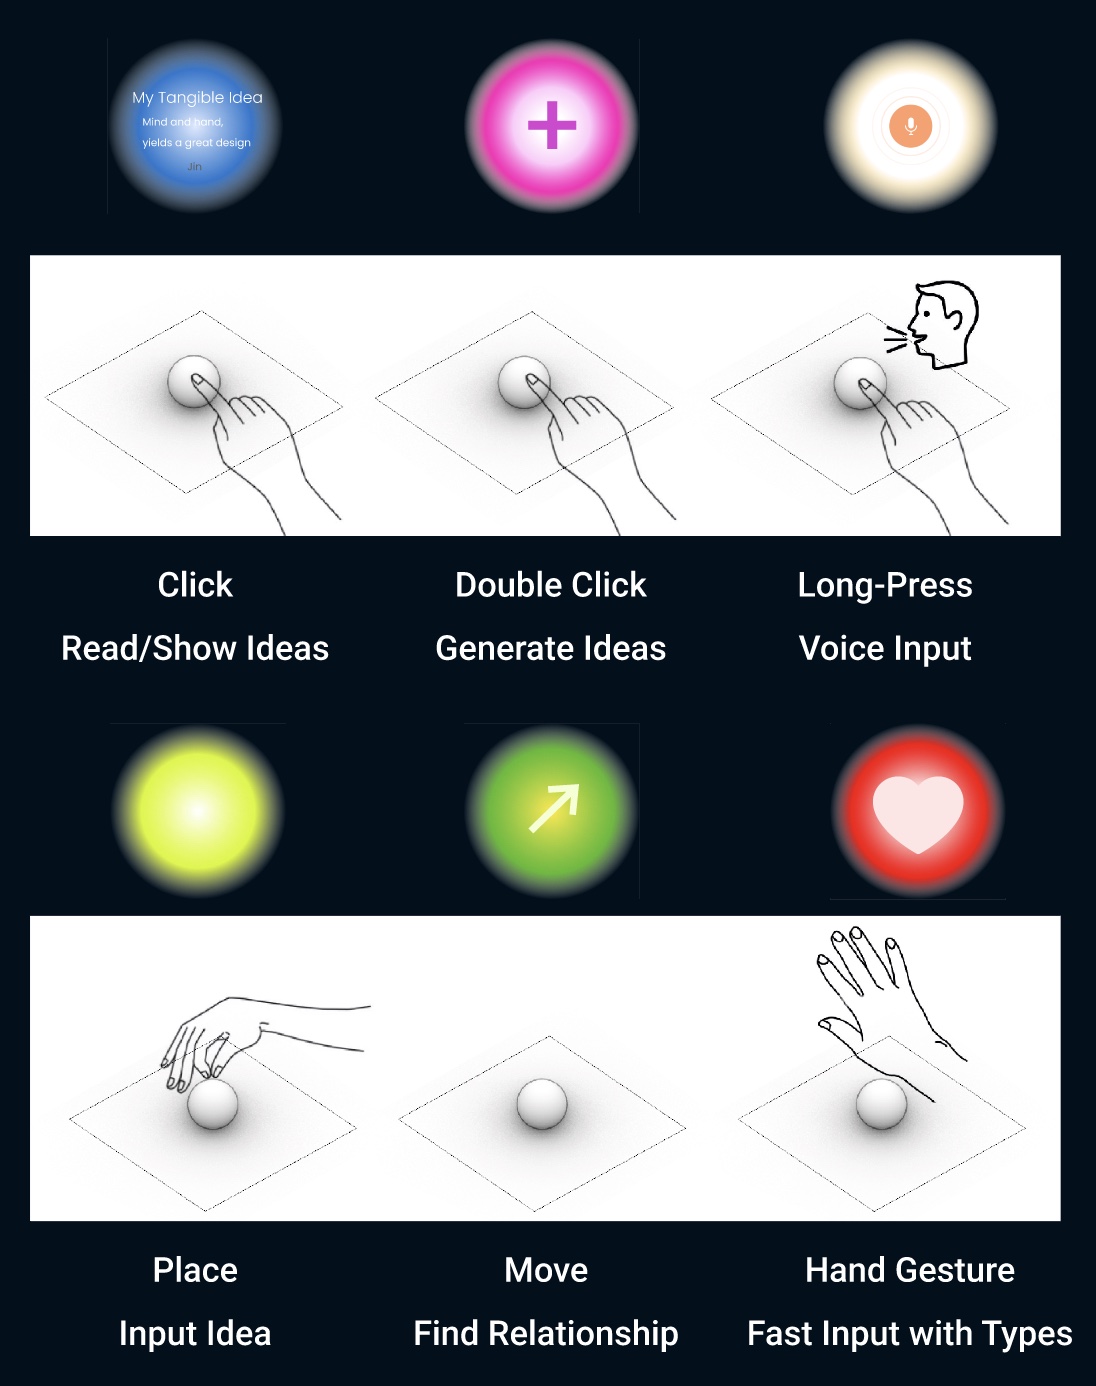 My Tangible Idea
Mind and hand,
yields a great design
Jin
Click
Double Click
Long-Press
Read/Show Ideas
Generate Ideas
Voice Input
Place
Move
Hand Gesture
Input Idea
Find Relationship
Fast Input with Types